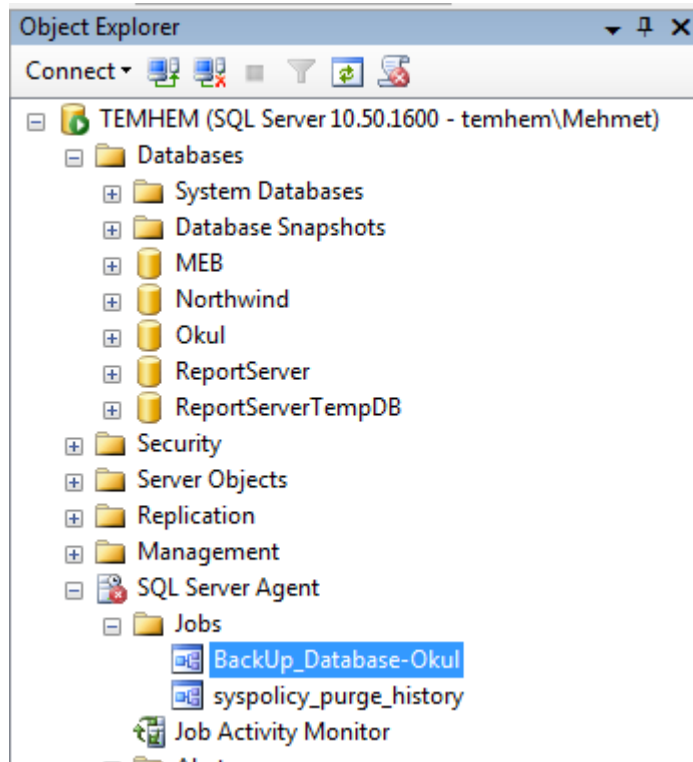 Object Explorer
Connect
TEMHEM (SQL Server 10.50.1600 - temhem\Mehmet)
Databases
System Databases
Database Snapshots
MEB
Northwind
Okul
ReportServer
ReportServerTempDB
Security
Server Objects
Replication
Management
SQL Server Agent
Jobs
BackUp_Database-Okul
syspolicy_purge_history
Job Activity Monitor